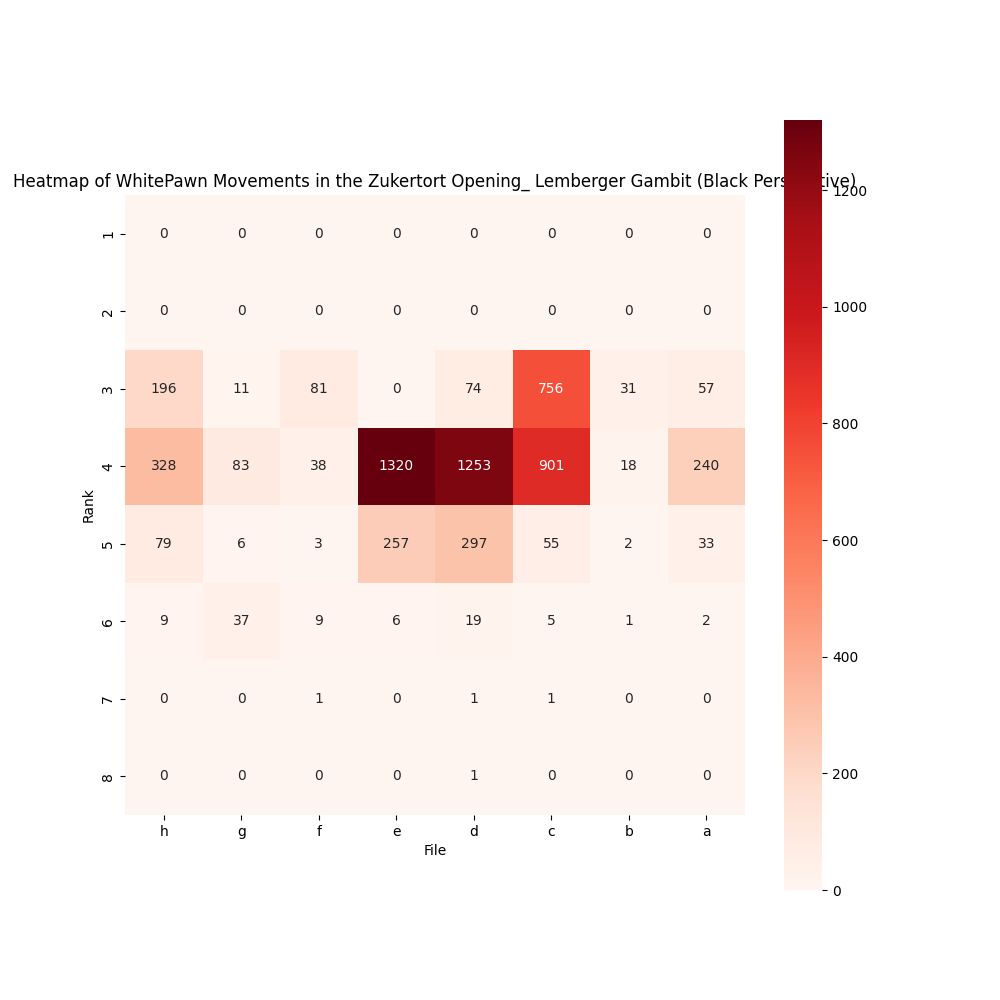 Heatmap of WhitePawn Movements in the Zukertort Opening_ Lemberger Gambit (Black Pers ive)
1200
1 0 0 0 0 0 0 0 0
2 0 0 0 0 0 0 0 0
1000
3 196 11 81 0 74 756 31 57
800
4 328 83 38 1320 1253 901 18 240
Rank
5 79 6 3 257 297 55 2 33
600
6 9 37 9 6 19 5 1 2
400
7 0 0 1 0 1 1 0 0
200
8 0 0 0 0 1 0 0 0
h g f e d c b a
File
0